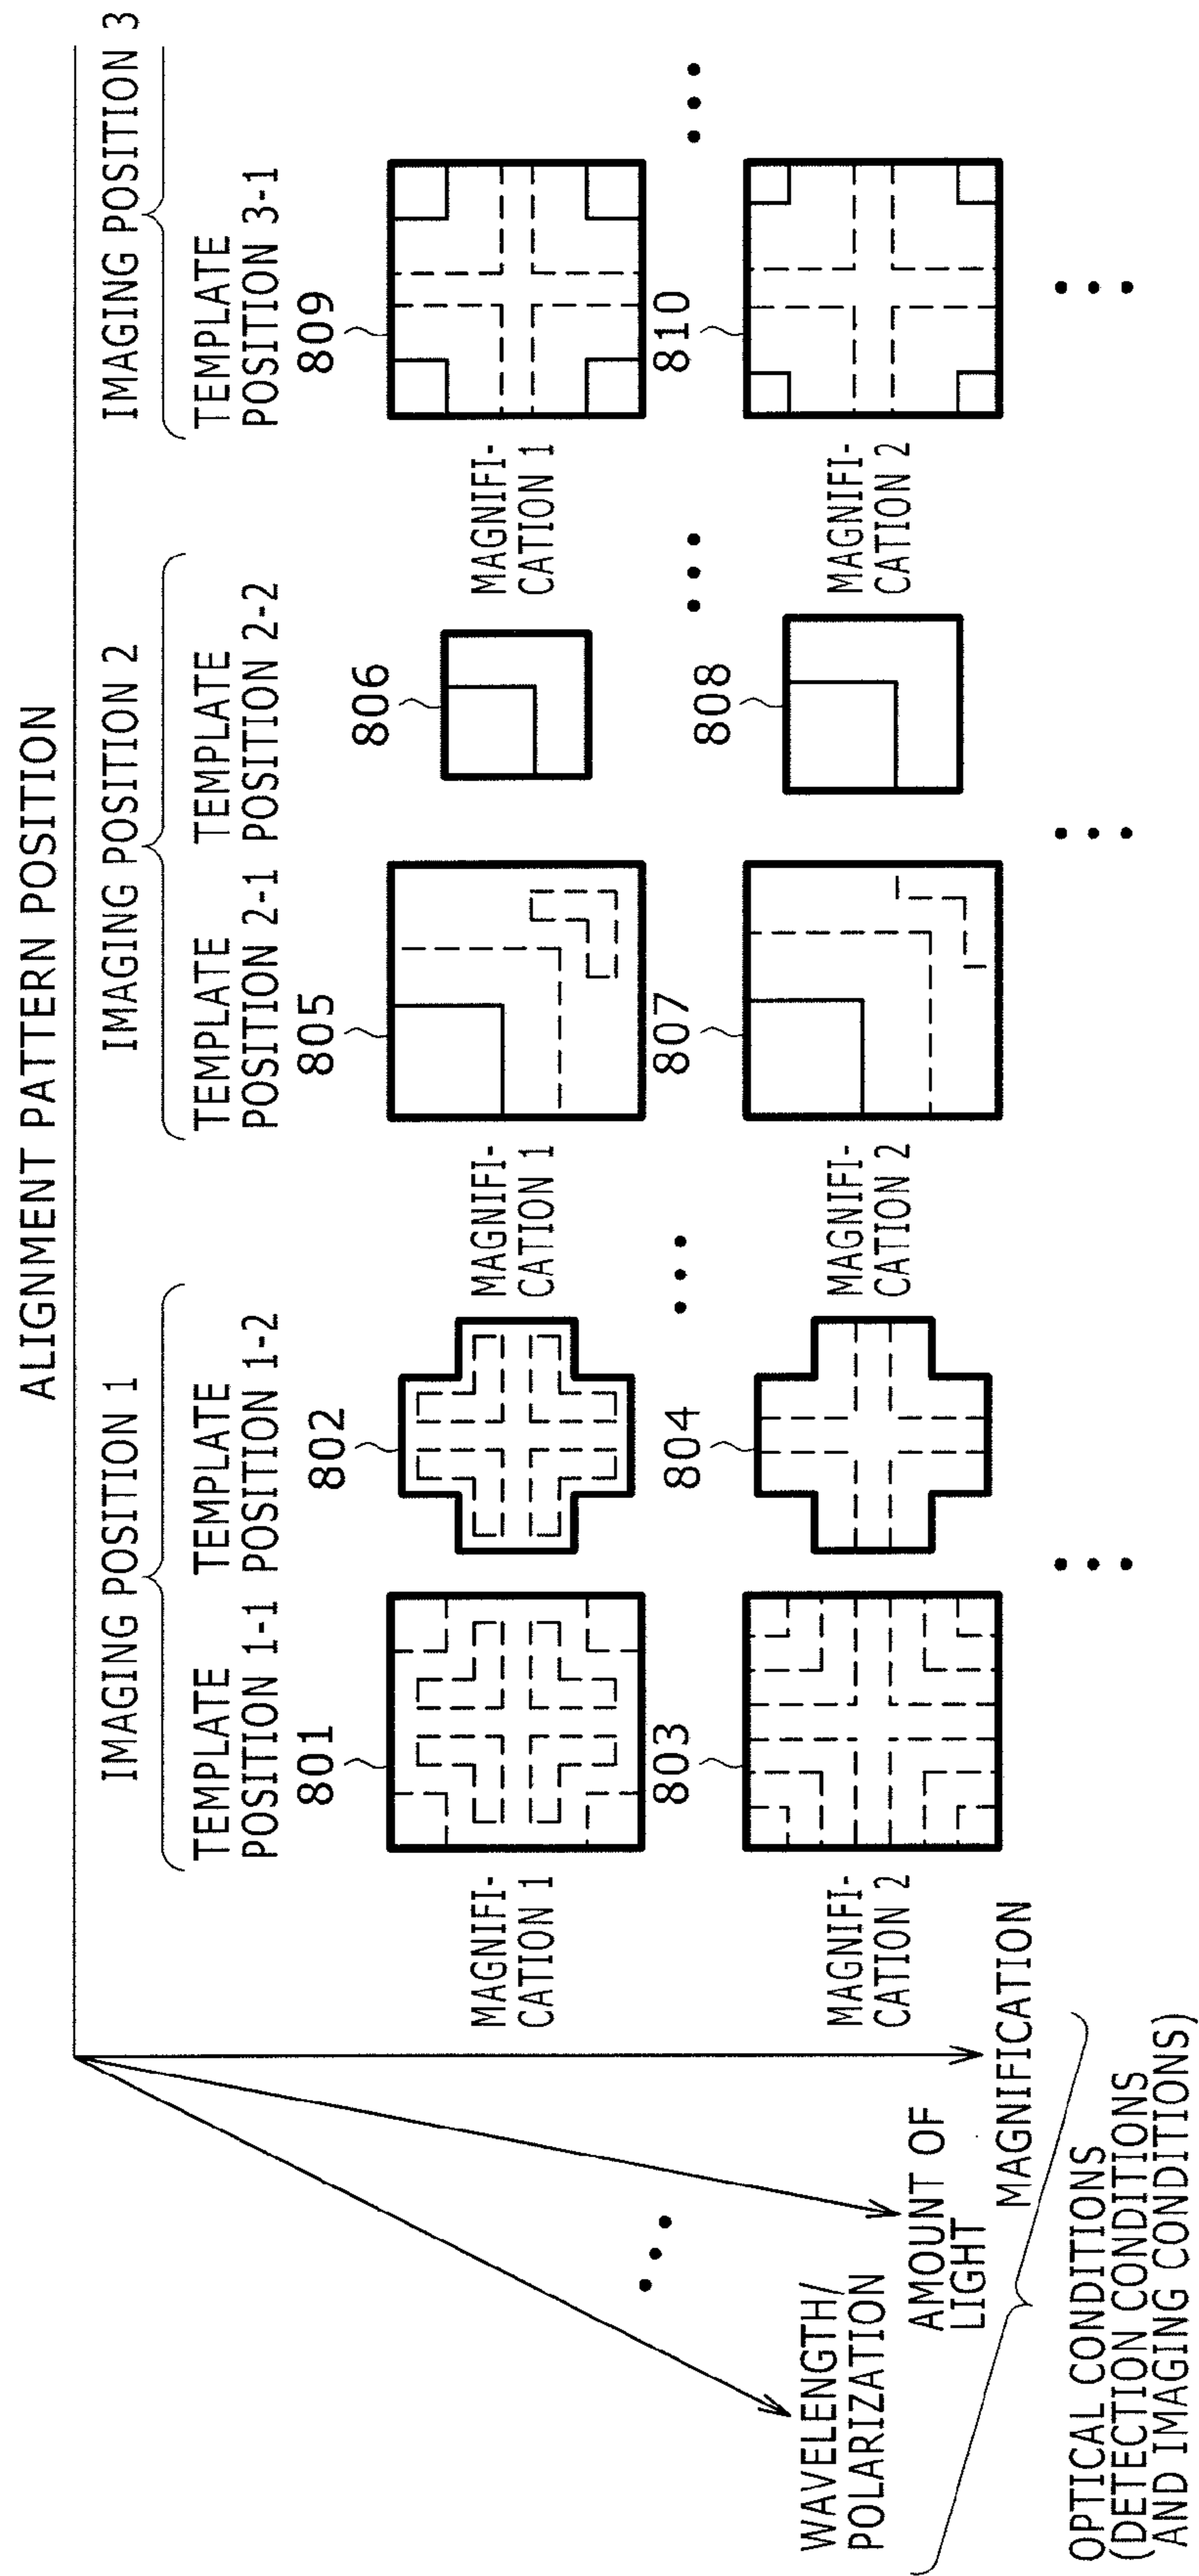 ALIGNMENT PATTERN POSITION
IMAGING POSITION 1
TEMPLATE
POSITION 1-1
TEMPLATE
POSITION 1-2
IMAGING POSITION 2
TEMPLATE
POSITION 2-1
TEMPLATE
POSITION 2-2
IMAGING POSITION 3
TEMPLATE
POSITION 3-1
801
802
805
806
809
MAGNIFI-
CATION 1
MAGNIFI-
CATION 1
MAGNIFI-
CATION 1
803
804
807
808
810
MAGNIFI-
CATION 2
MAGNIFI-
CATION 2
MAGNIFI-
CATION 2
WAVELENGTH/
POLARIZATION
AMOUNT OF
LIGHT
MAGNIFICATION
OPTICAL CONDITIONS
(DETECTION CONDITIONS
AND IMAGING CONDITIONS)